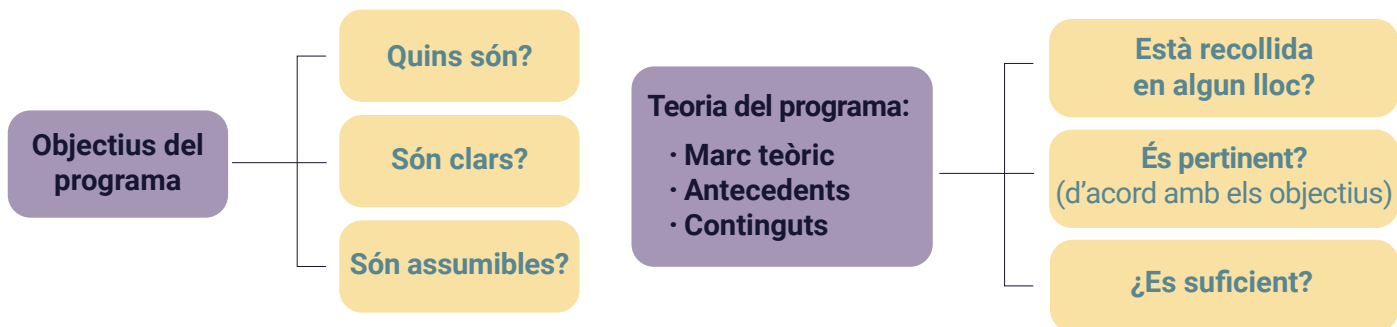 Objectius del
programa
Quins són?
Són clars?
Són assumibles?
Teoria del programa:
· Marc teòric
· Antecedents
· Continguts
Està recollida
en algun lloc?
És pertinent?
(d’acord amb els objectius)
¿Es suficient?